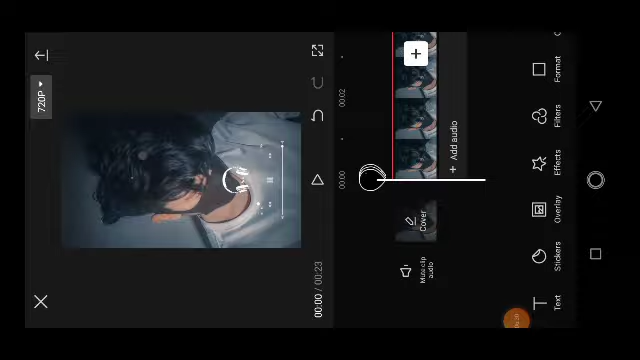 720P
00:00 / 00:23
00:00
00:02
+ Add audio
Cover
Mute clip
audio
Text
Stickers
Overlay
Effects
Filters
Format